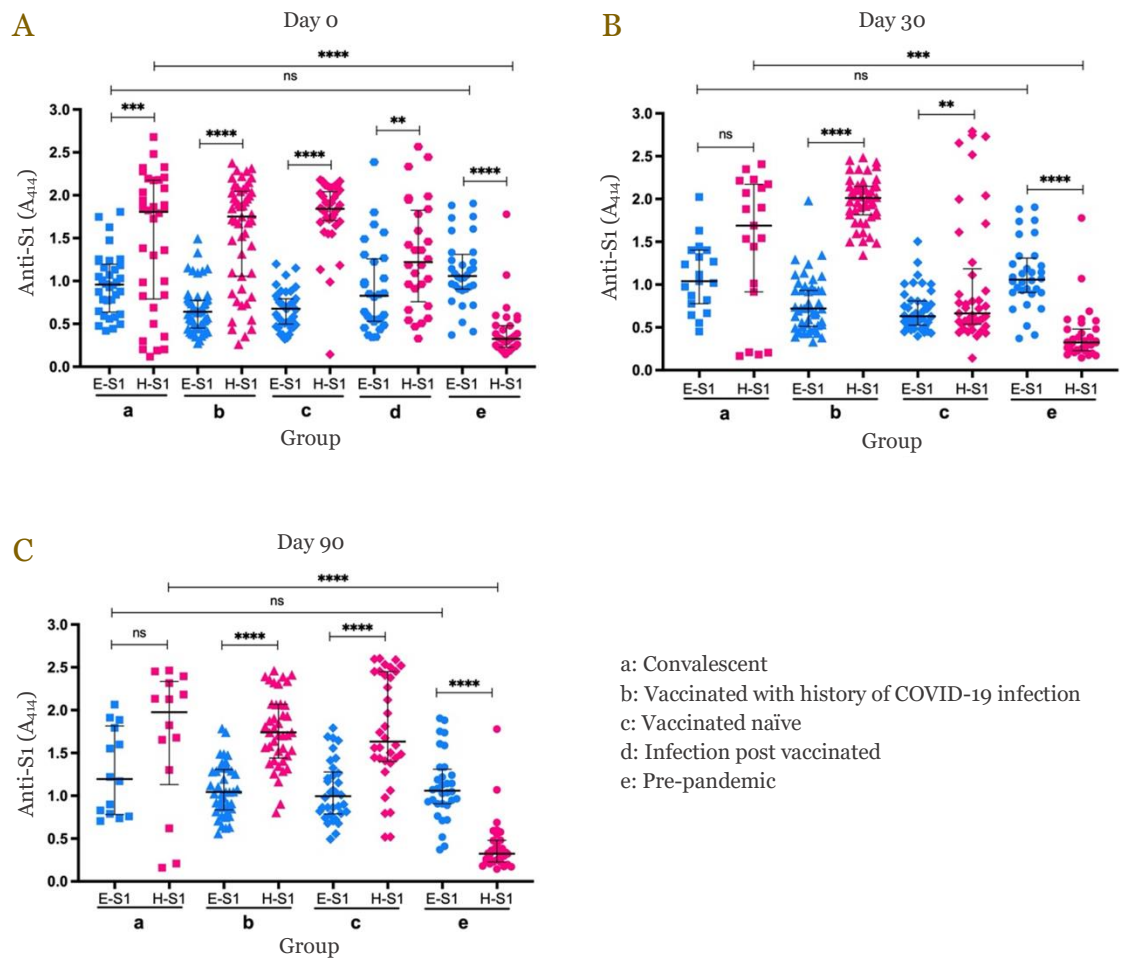 A
Day 0
****
ns
***
****
****
**
****
3.0
2.5
2.0
1.5
1.0
0.5
0.0
Anti-S1 (A₄₁₄)
E-S1 H-S1 E-S1 H-S1 E-S1 H-S1 E-S1 H-S1 E-S1 H-S1
a b c d e
Group
B
Day 30
***
ns
ns
****
**
****
3.0
2.5
2.0
1.5
1.0
0.5
0.0
Anti-S1 (A₄₁₄)
E-S1 H-S1 E-S1 H-S1 E-S1 H-S1 E-S1 H-S1
a b c e
Group
C
Day 90
****
ns
ns
****
****
****
3.0
2.5
2.0
1.5
1.0
0.5
0.0
Anti-S1 (A₄₁₄)
E-S1 H-S1 E-S1 H-S1 E-S1 H-S1 E-S1 H-S1
a b c e
Group
a: Convalescent
b: Vaccinated with history of COVID-19 infection
c: Vaccinated naïve
d: Infection post vaccinated
e: Pre-pandemic